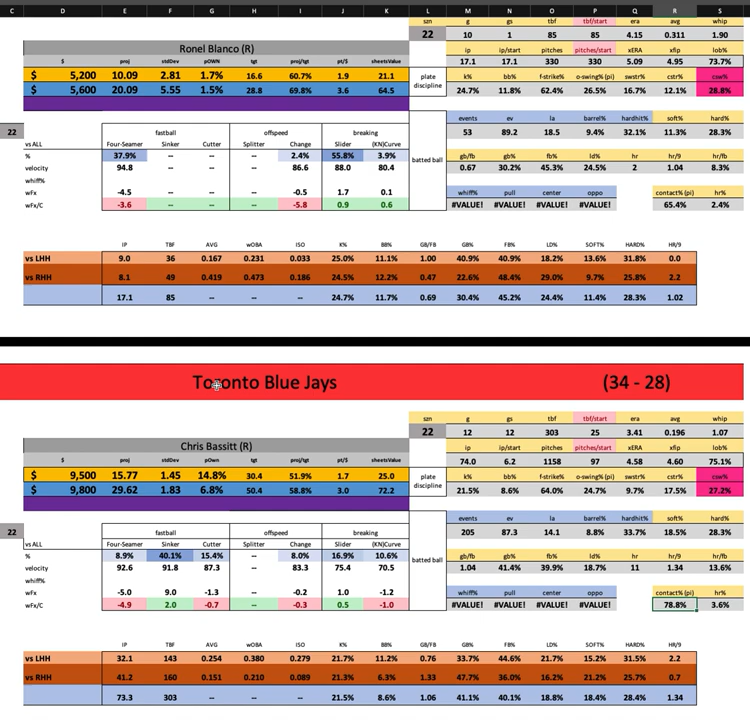 C D E F G H I J K L M N O P Q R S
szn g gs tbf tbf/start era avg whip
22 10 1 85 85 4.15 0.311 1.90
Ronel Blanco (R) ip ip/start pitches pitches/start xERA xfip lob%
17.1 17.1 330 330 5.09 4.95 73.7%
$ proj stdDev pOWN tgt proj/tgt pt/$ sheetsValue
$ 5,200 10.09 2.81 1.7% 16.6 60.7% 1.9 21.1 plate discipline k% bb% f-strike% o-swing% (pi) swstr% cstr% csw%
$ 5,600 20.09 5.55 1.5% 28.8 69.8% 3.6 64.5 24.7% 11.8% 62.4% 26.5% 16.7% 12.1% 28.8%
events ev la barrel% hardhit% soft% hard%
22 fastball offspeed breaking 53 89.2 18.5 9.4% 32.1% 11.3% 28.3%
vs ALL Four-Seamer Sinker Cutter Splitter Change Slider (KN)Curve
% 37.9% -- -- -- 2.4% 55.8% 3.9% batted ball gb/fb gb% fb% ld% hr hr/9 hr/fb
velocity 94.8 -- -- -- 86.6 88.0 80.4 0.67 30.2% 45.3% 24.5% 2 1.04 8.3%
whiff%
wFx -4.5 -0.5 1.7 0.1 whiff% pull center oppo contact% (pi) hr%
wFx/C -3.6 -- -- -- -5.8 0.9 0.6 #VALUE! #VALUE! #VALUE! #VALUE! 65.4% 2.4%
IP TBF AVG wOBA ISO K% BB% GB/FB GB% FB% LD% SOFT% HARD% HR/9
vs LHH 9.0 36 0.167 0.231 0.033 25.0% 11.1% 1.00 40.9% 40.9% 18.2% 13.6% 31.8% 0.0
vs RHH 8.1 49 0.419 0.473 0.186 24.5% 12.2% 0.47 22.6% 48.4% 29.0% 9.7% 25.8% 2.2
17.1 85 -- -- -- 24.7% 11.7% 0.69 30.4% 45.2% 24.4% 11.4% 28.3% 1.02
Toronto Blue Jays (34 - 28)
szn g gs tbf tbf/start era avg whip
22 12 12 303 25 3.41 0.196 1.07
Chris Bassitt (R) ip ip/start pitches pitches/start xERA xfip lob%
74.0 6.2 1158 97 4.58 4.60 75.1%
$ proj stdDev pOwn tgt proj/tgt pt/$ sheetsValue
$ 9,500 15.77 1.45 14.8% 30.4 51.9% 1.7 25.0 plate discipline k% bb% f-strike% o-swing% (pi) swstr% cstr% csw%
$ 9,800 29.62 1.83 6.8% 50.4 58.8% 3.0 72.2 21.5% 8.6% 64.0% 24.7% 9.7% 17.5% 27.2%
events ev la barrel% hardhit% soft% hard%
22 fastball offspeed breaking 205 87.3 14.1 8.8% 33.7% 18.5% 28.3%
vs ALL Four-Seamer Sinker Cutter Splitter Change Slider (KN)Curve
% 8.9% 40.1% 15.4% -- 8.0% 16.9% 10.6% batted ball gb/fb gb% fb% ld% hr hr/9 hr/fb
velocity 92.6 91.8 87.3 83.3 75.4 70.5 1.04 41.4% 39.9% 18.7% 11 1.34 13.6%
whiff%
wFx -5.0 9.0 -1.3 -0.2 1.0 -1.2 whiff% pull center oppo contact% (pi) hr%
wFx/C -4.9 2.0 -0.7 -- -0.3 0.5 -1.0 #VALUE! #VALUE! #VALUE! #VALUE! 78.8% 3.6%
IP TBF AVG wOBA ISO K% BB% GB/FB GB% FB% LD% SOFT% HARD% HR/9
vs LHH 32.1 143 0.254 0.380 0.279 21.7% 11.2% 0.76 33.7% 44.6% 21.7% 15.2% 31.5% 2.2
vs RHH 41.2 160 0.151 0.210 0.089 21.3% 6.3% 1.33 47.7% 36.0% 16.2% 21.2% 25.7% 0.7
73.3 303 -- -- -- 21.5% 8.6% 1.06 41.1% 40.1% 18.8% 18.4% 28.4% 1.34